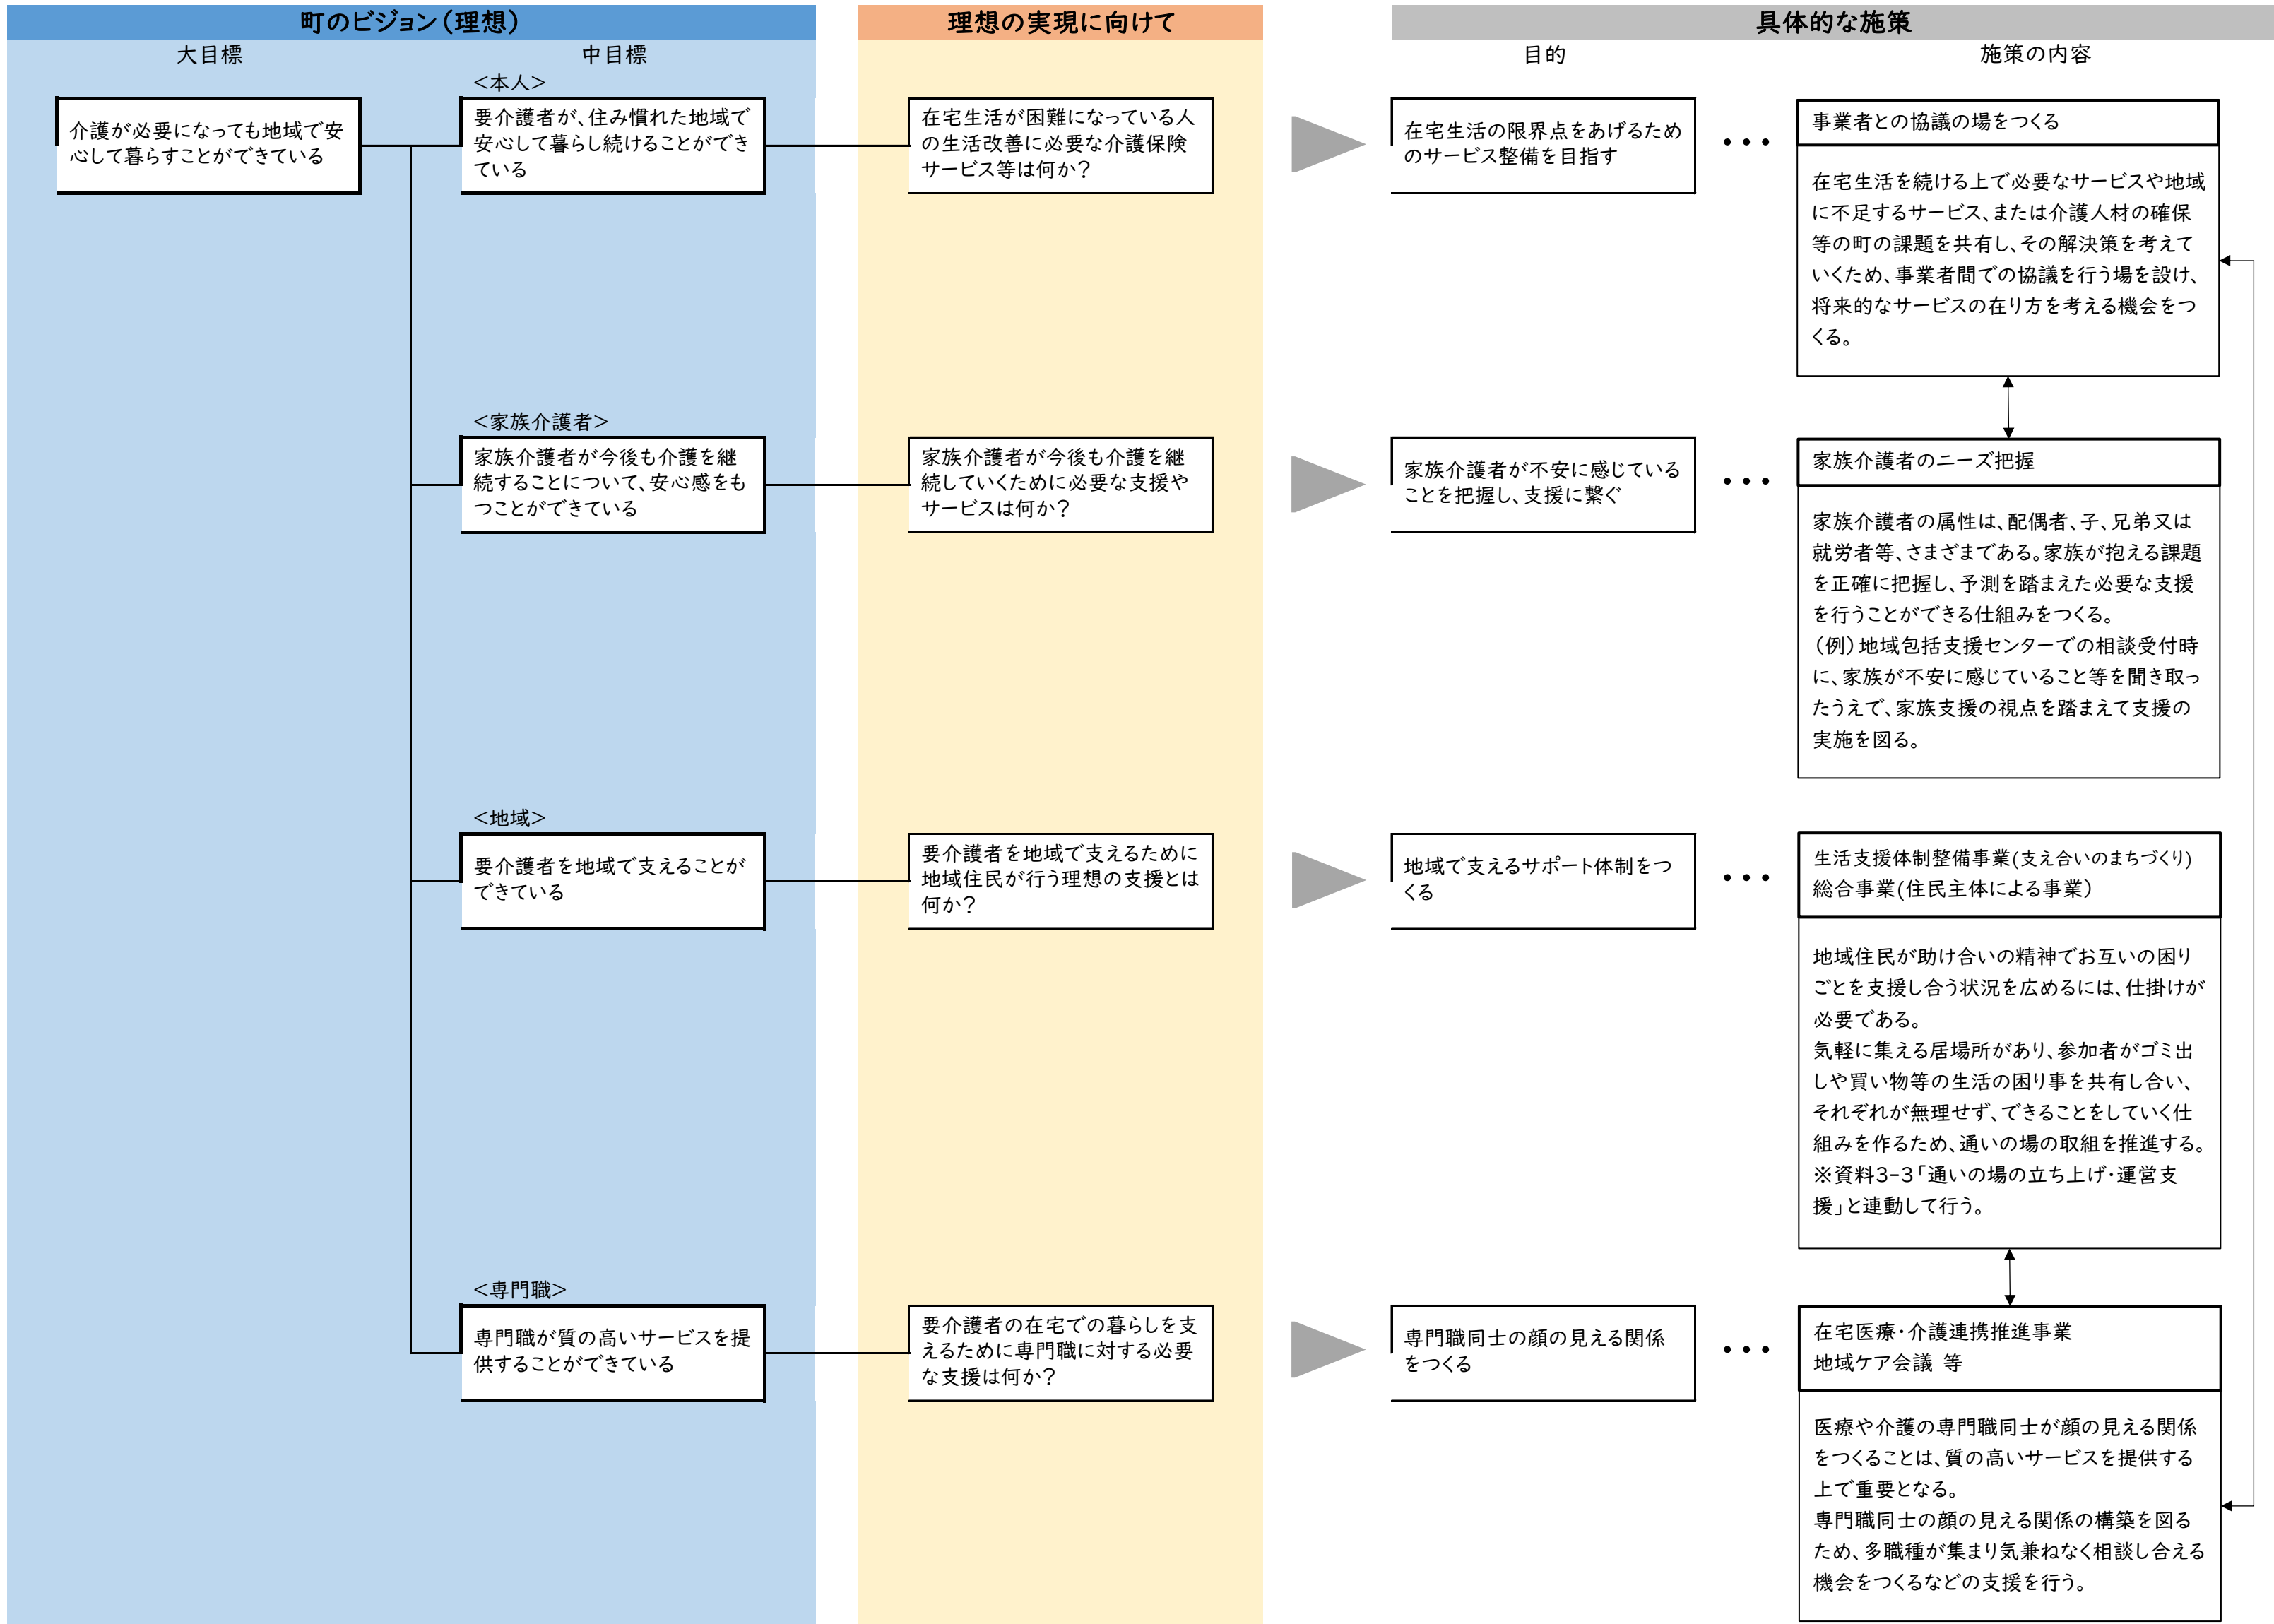 町のビジョン(理想)
理想の実現に向けて
具体的な施策
大目標
中目標
目的
施策の内容
介護が必要になっても地域で安
心して暮らすことができている
<本人>
要介護者が、住み慣れた地域で
安心して暮らし続けることができ
ている
在宅生活が困難になっている人
の生活改善に必要な介護保険
サービス等は何か?
在宅生活の限界点をあげるため
のサービス整備を目指す
・・・
事業者との協議の場をつくる
在宅生活を続ける上で必要なサービスや地域
に不足するサービス、または介護人材の確保
等の町の課題を共有し、その解決策を考えて
いくため、事業者間での協議を行う場を設け、
将来的なサービスの在り方を考える機会をつ
くる。
<家族介護者>
家族介護者が今後も介護を継
続することについて、安心感をも
つことができている
家族介護者が今後も介護を継
続していくために必要な支援や
サービスは何か?
家族介護者が不安に感じている
ことを把握し、支援に繋ぐ
・・・
家族介護者のニーズ把握
家族介護者の属性は、配偶者、子、兄弟又は
就労者等、さまざまである。家族が抱える課題
を正確に把握し、予測を踏まえた必要な支援
を行うことができる仕組みをつくる。
(例)地域包括支援センターでの相談受付時
に、家族が不安に感じていること等を聞き取っ
たうえで、家族支援の視点を踏まえて支援の
実施を図る。
<地域>
要介護者を地域で支えることが
できている
要介護者を地域で支えるために
地域住民が行う理想の支援とは
何か?
地域で支えるサポート体制をつ
くる
・・・
生活支援体制整備事業(支え合いのまちづくり)
総合事業(住民主体による事業)
地域住民が助け合いの精神でお互いの困り
ごとを支援し合う状況を広めるには、仕掛けが
必要である。
気軽に集える居場所があり、参加者がゴミ出
しや買い物等の生活の困り事を共有し合い、
それぞれが無理せず、できることをしていく仕
組みを作るため、通いの場の取組を推進する。
※資料3-3「通いの場の立ち上げ・運営支
援」と連動して行う。
<専門職>
専門職が質の高いサービスを提
供することができている
要介護者の在宅での暮らしを支
えるために専門職に対する必要
な支援は何か?
専門職同士の顔の見える関係
をつくる
・・・
在宅医療・介護連携推進事業
地域ケア会議 等
医療や介護の専門職同士が顔の見える関係
をつくることは、質の高いサービスを提供する
上で重要となる。
専門職同士の顔の見える関係の構築を図る
ため、多職種が集まり気兼ねなく相談し合える
機会をつくるなどの支援を行う。